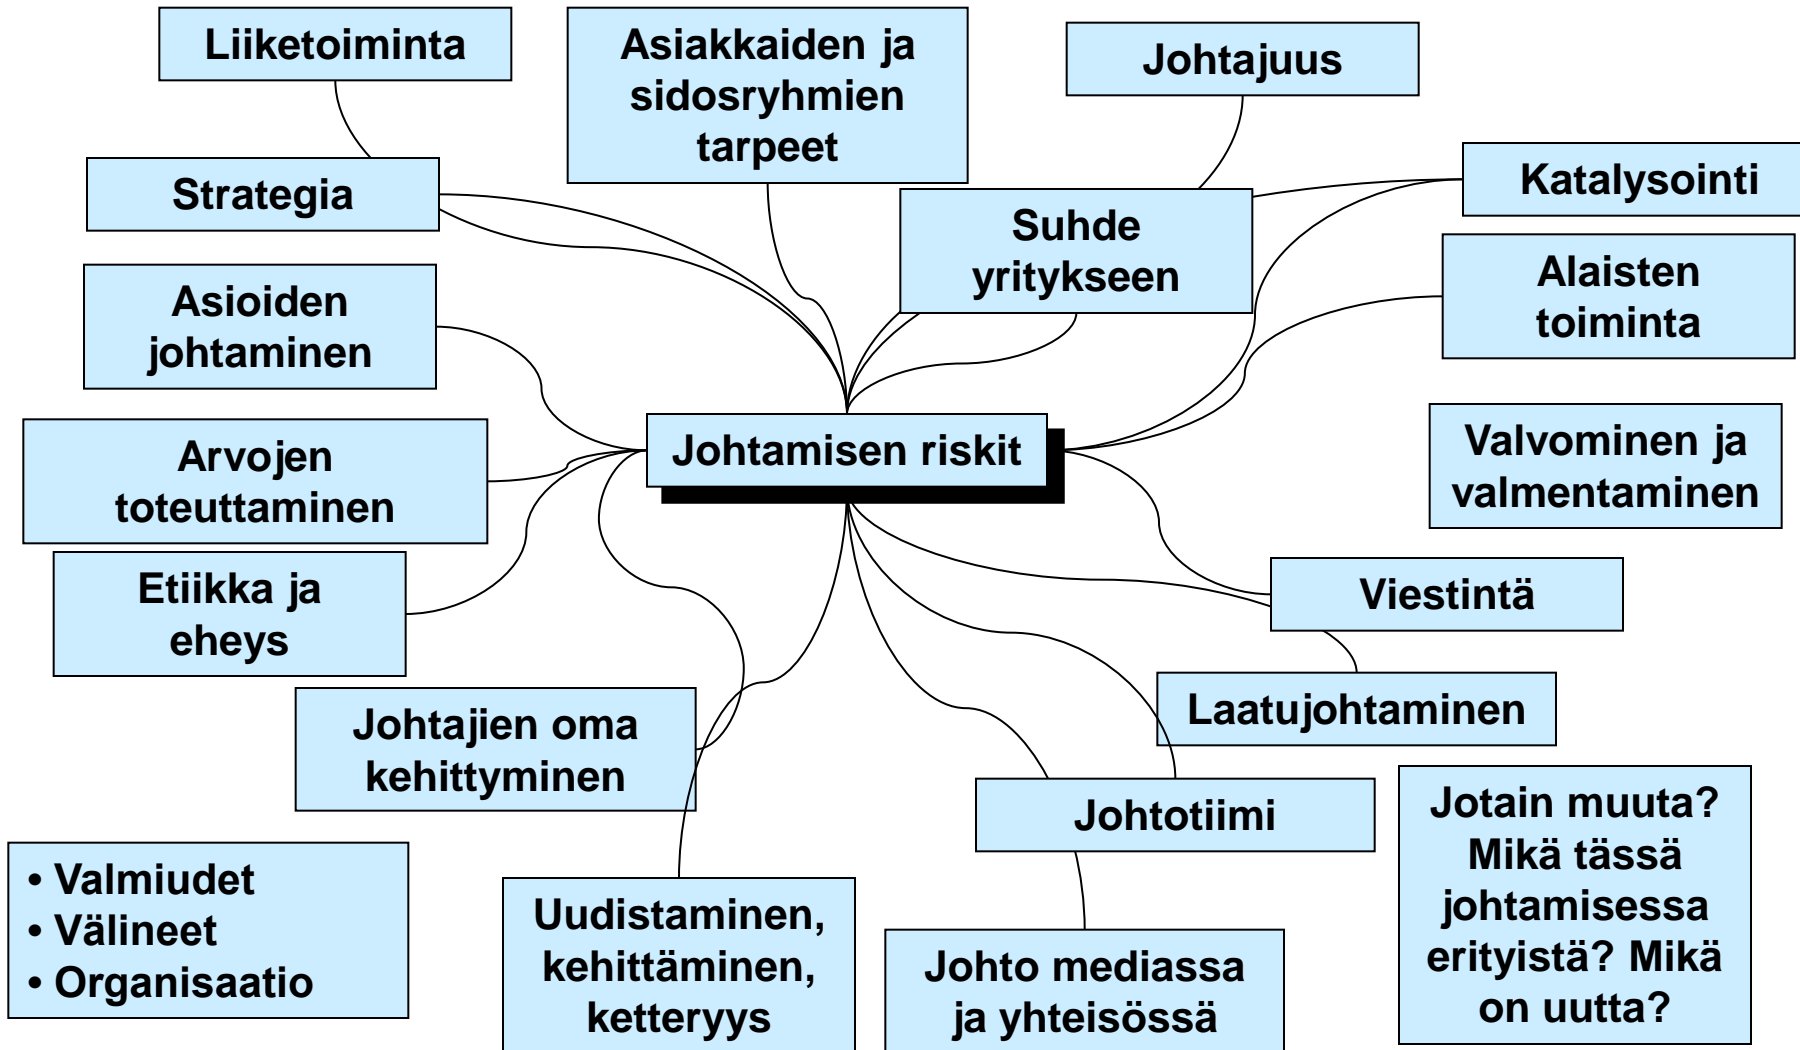 Liiketoiminta
Asiakkaiden ja
sidosryhmien
tarpeet
Johtajuus
Strategia
Katalysointi
Suhde
yritykseen
Asioiden
johtaminen
Alaisten
toiminta
Johtamisen riskit
Arvojen
toteuttaminen
Valvominen ja
valmentaminen
Etiikka ja
eheys
Viestintä
Johtajien oma
kehittyminen
Laatujohtaminen
Johtotiimi
Jotain muuta?
Mikä tässä
johtamisessa
erityistä? Mikä
on uutta?
• Valmiudet
• Välineet
• Organisaatio
Uudistaminen,
kehittäminen,
ketteryys
Johto mediassa
ja yhteisössä